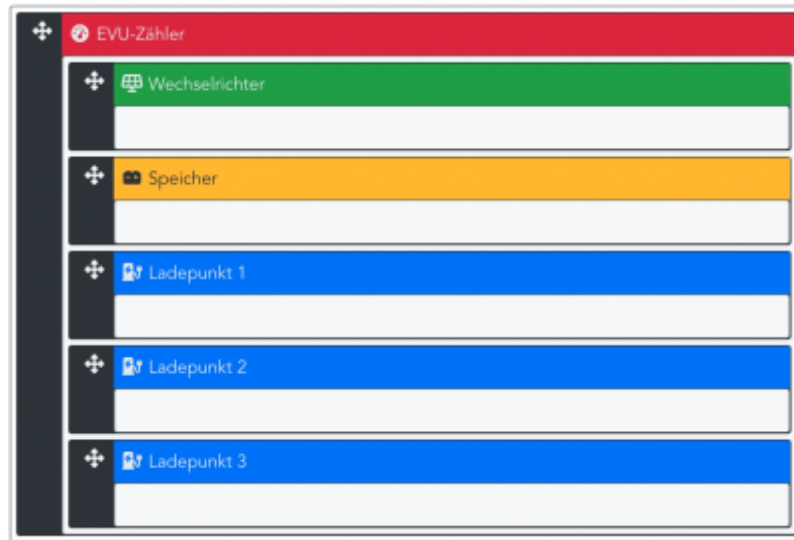 EVU-Zähler
Wechselrichter
Speicher
Ladepunkt 1
Ladepunkt 2
Ladepunkt 3